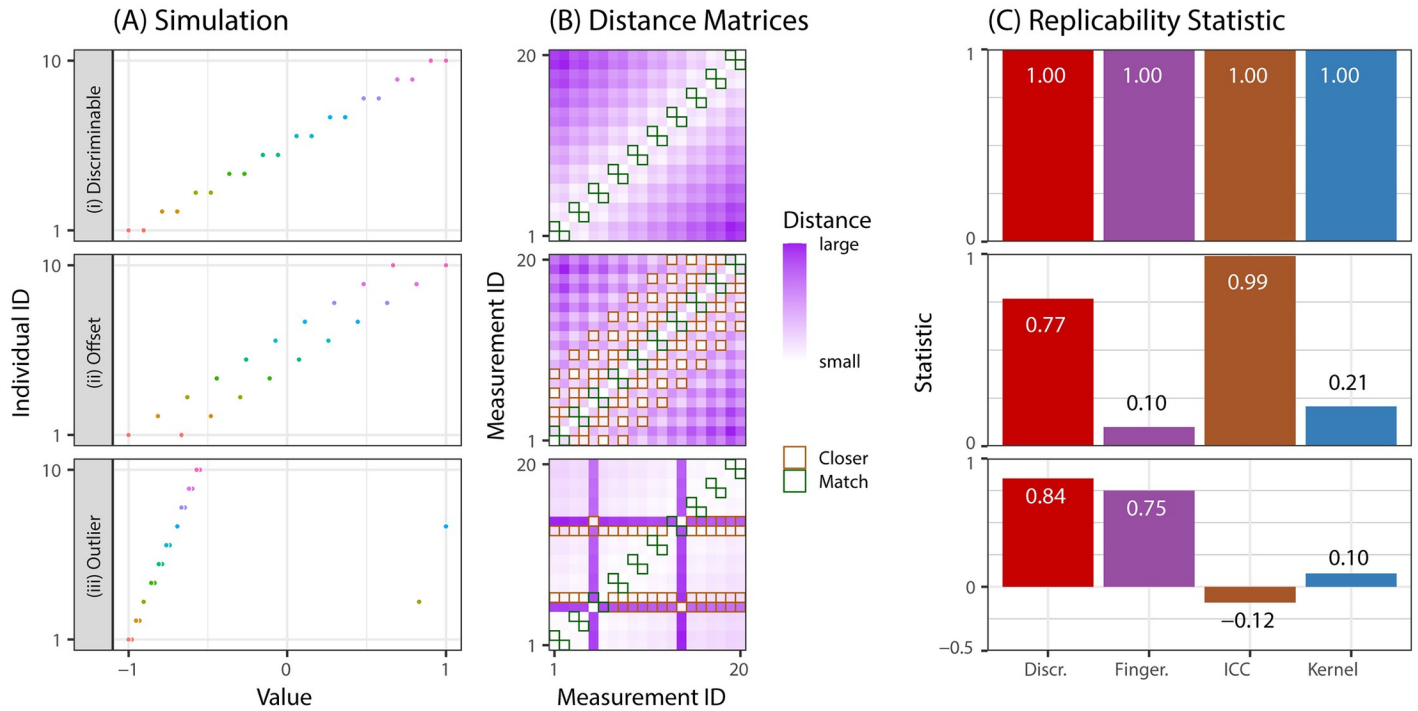 (A) Simulation
(B) Distance Matrices
(C) Replicability Statistic
Individual ID
(i) Discriminable
10
1
(ii) Offset
10
1
(iii) Outlier
10
1
−1
0
1
Value
Measurement ID
20
1
20
1
20
1
1
20
Measurement ID
Distance
large
small
Closer
Match
Statistic
1
0
1.00
1.00
1.00
1.00
1
0
0.77
0.10
0.99
0.21
1
0
−0.5
0.84
0.75
−0.12
0.10
Discr.
Finger.
ICC
Kernel